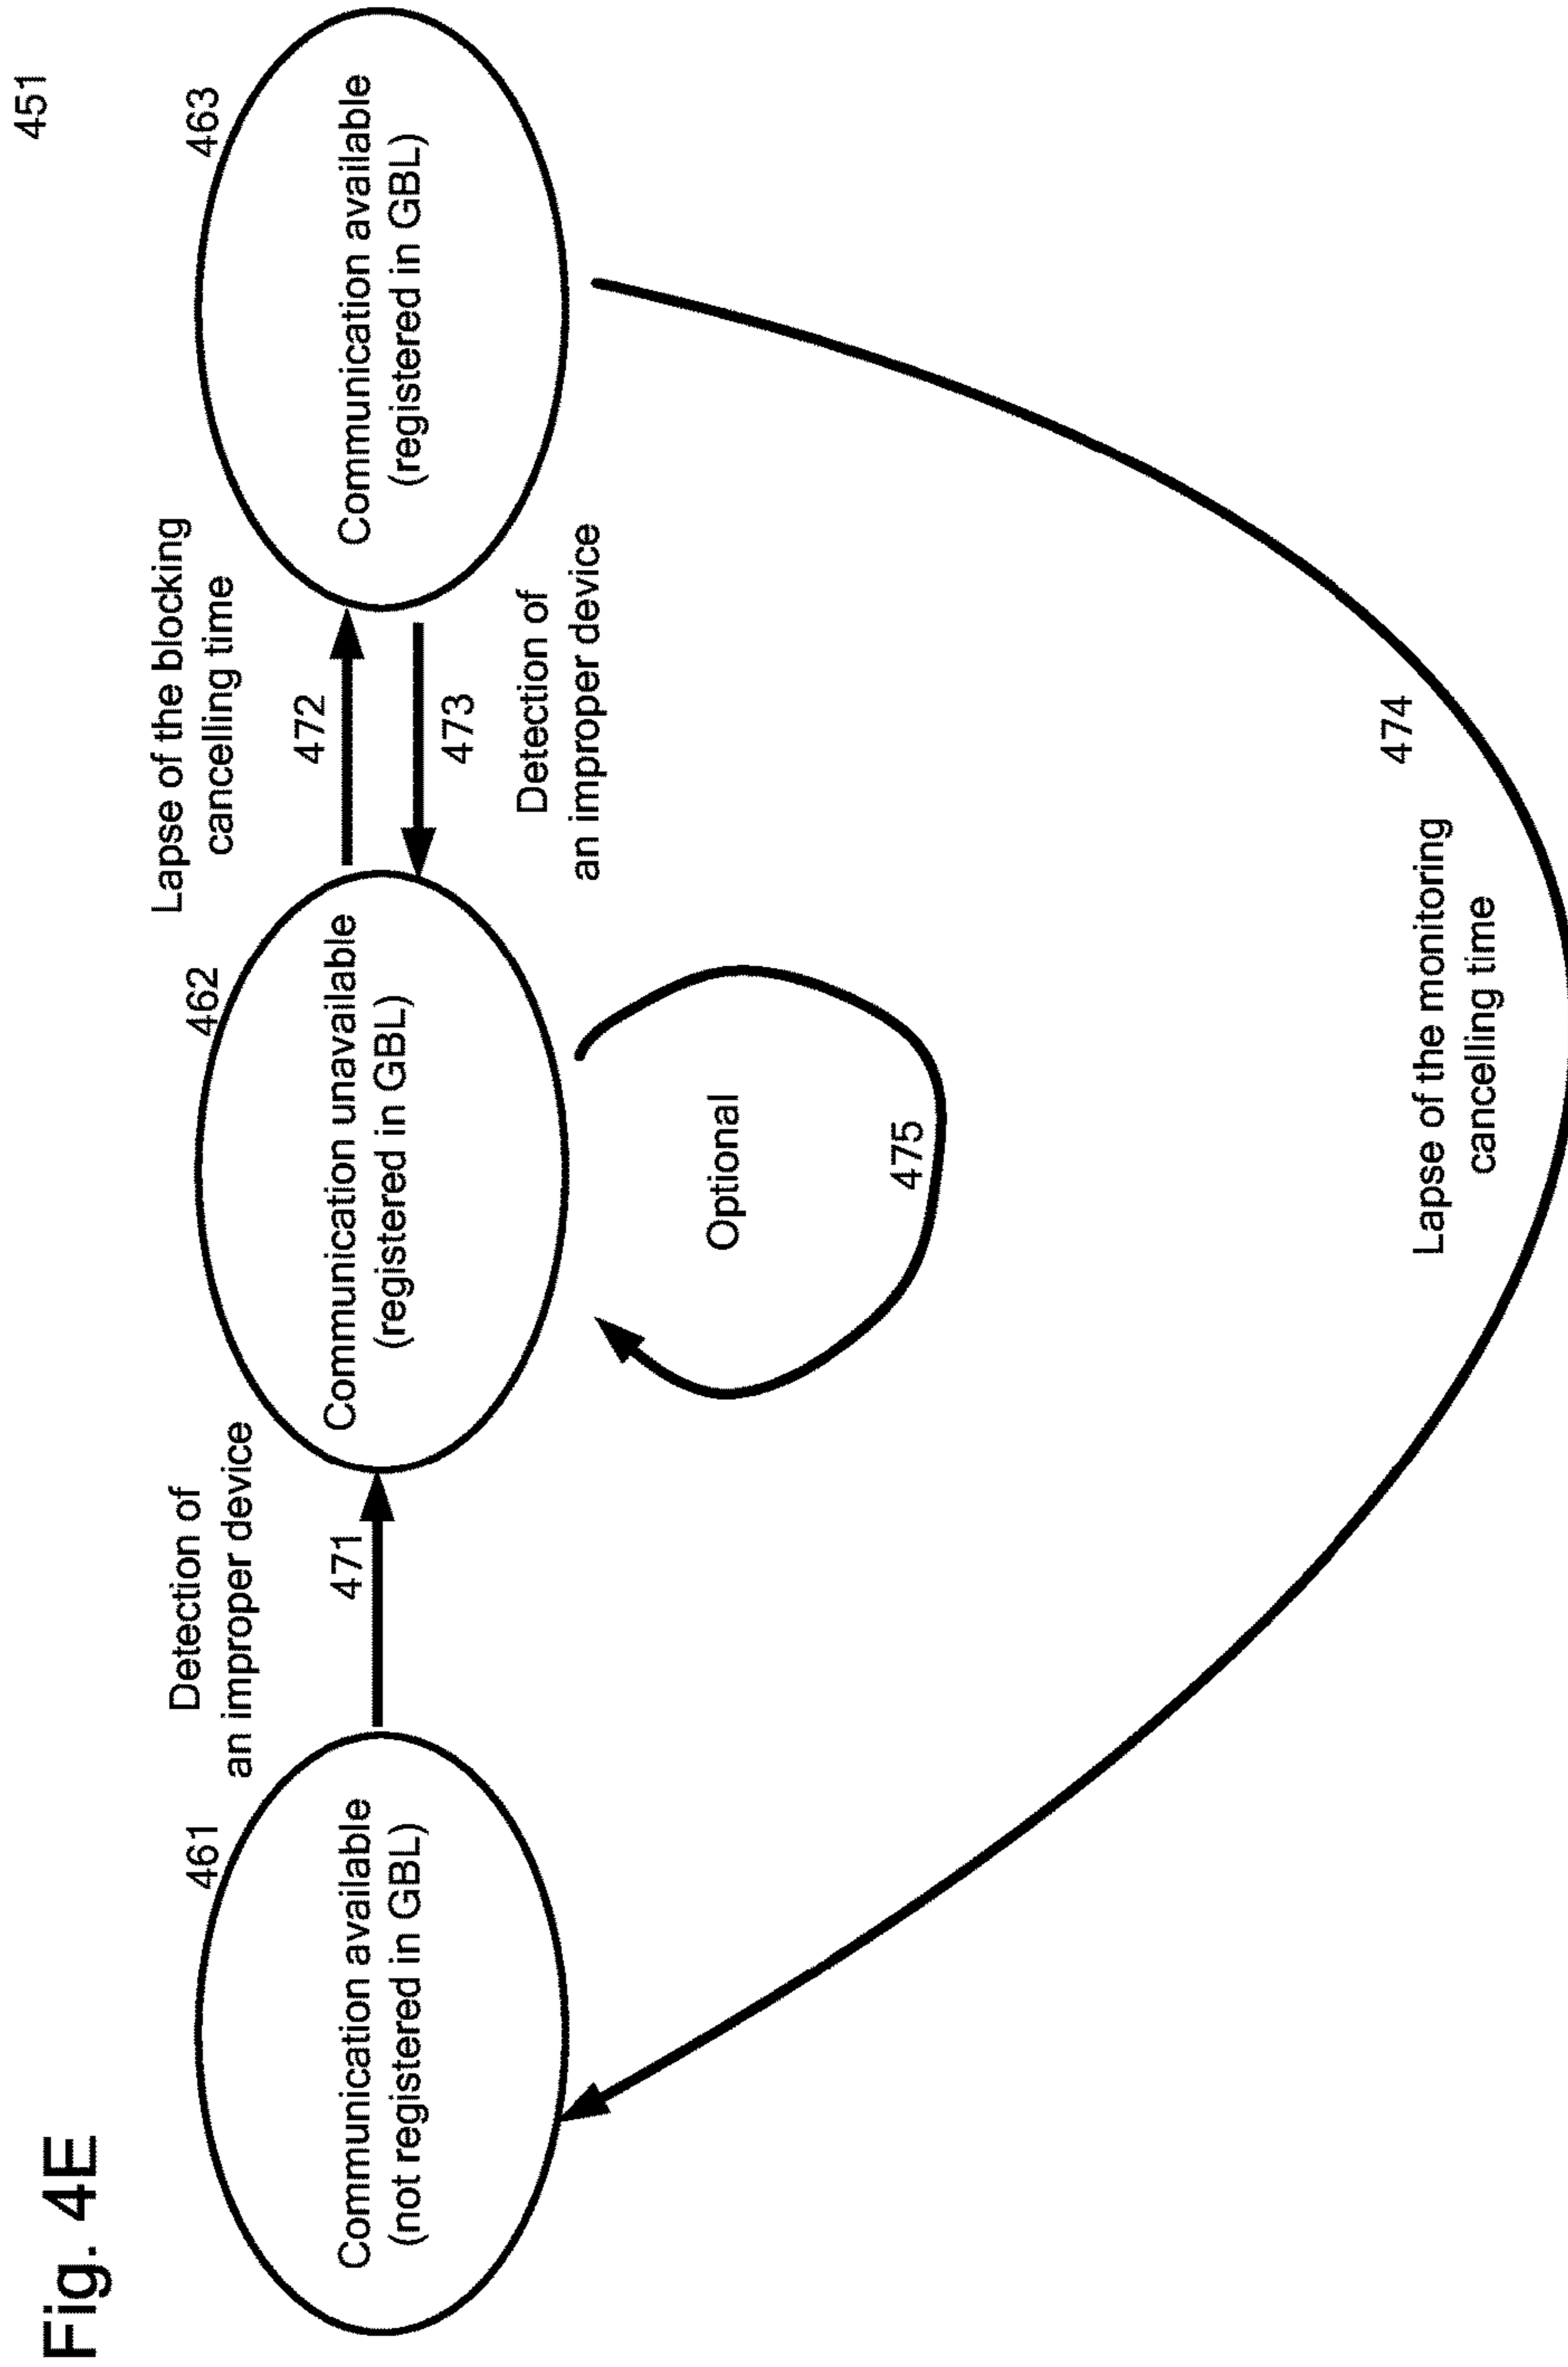 Fig. 4E
451
461
Communication available
(not registered in GBL)
Detection of
an improper device
471
462
Communication unavailable
(registered in GBL)
Lapse of the blocking
cancelling time
472
473
Detection of
an improper device
463
Communication available
(registered in GBL)
Optional
475
474
Lapse of the monitoring
cancelling time